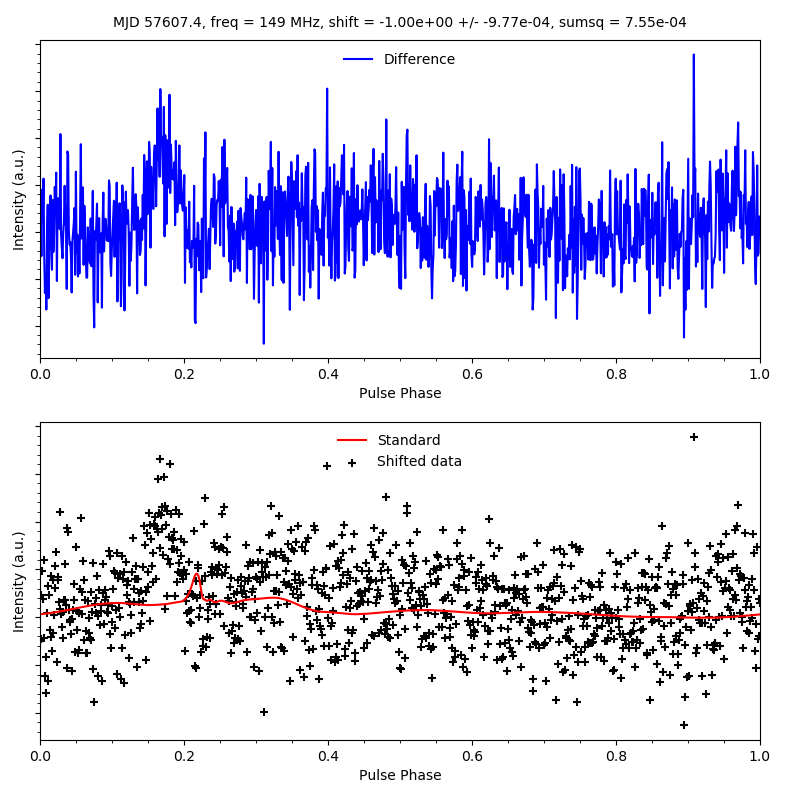 MJD 57607.4, freq = 149 MHz, shift = -1.00e+00 +/- -9.77e-04, sumsq = 7.55e-04
Difference
Intensity (a.u.)
0.0 0.2 0.4 0.6 0.8 1.0
Pulse Phase
Standard
Shifted data
Intensity (a.u.)
0.0 0.2 0.4 0.6 0.8 1.0
Pulse Phase